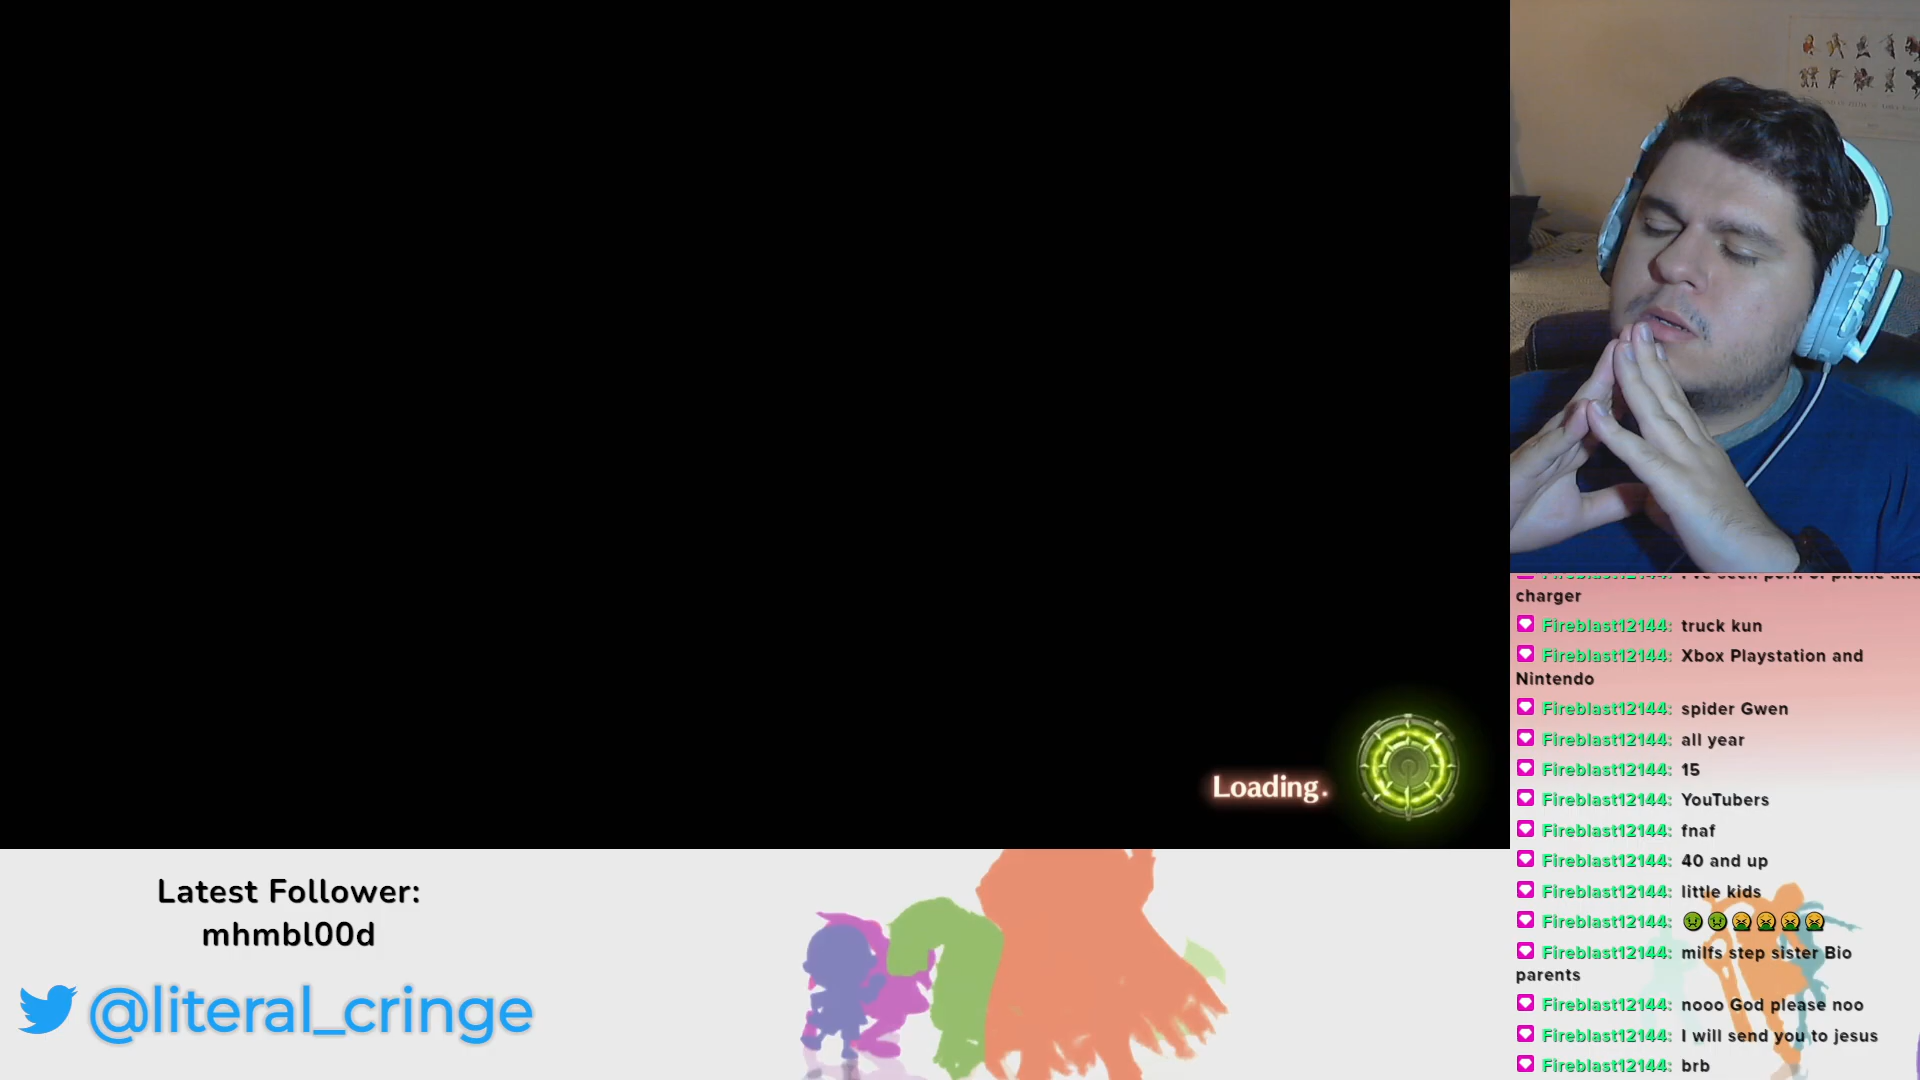 Loading.
Latest Follower:
mhmbl00d
@literal_cringe
charger
Fireblast12144: truck kun
Fireblast12144: Xbox Playstation and
Nintendo
Fireblast12144: spider Gwen
Fireblast12144: all year
Fireblast12144: 15
Fireblast12144: YouTubers
Fireblast12144: fnaf
Fireblast12144: 40 and up
Fireblast12144: little kids
Fireblast12144: 🤢🤢🤮🤮🤮🤮
Fireblast12144: milfs step sister Bio
parents
Fireblast12144: nooo God please noo
Fireblast12144: I will send you to jesus
Fireblast12144: brb